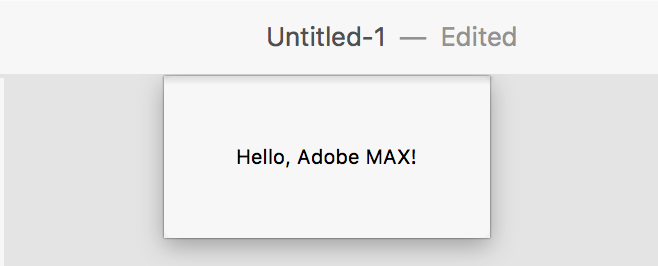 Untitled-1 — Edited
Hello, Adobe MAX!